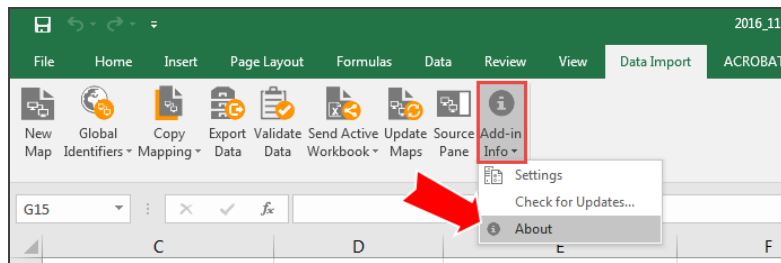 2016_11
File Home Insert Page Layout Formulas Data Review View Data Import ACROBAT
New Map Global Identifiers Copy Mapping Export Data Validate Data Send Active Workbook Update Maps Source Pane Add-in Info
Settings
Check for Updates...
About
G15 fx
C D E F